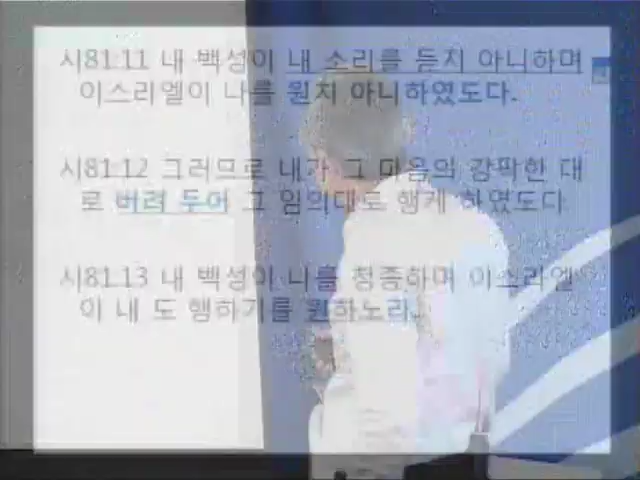 시81:11 내 백성이 내 소리를 듣지 아니하며
이스라엘이 나를 원치 아니하였도다.
시81:12 그러므로 내가 그 마음의 강퍅한 대
로 버려 두어 그 임의대로 행케 하였도다
시81:13 내 백성이 나를 청종하며 이스라엘
이 내 도 행하기를 원하노라.